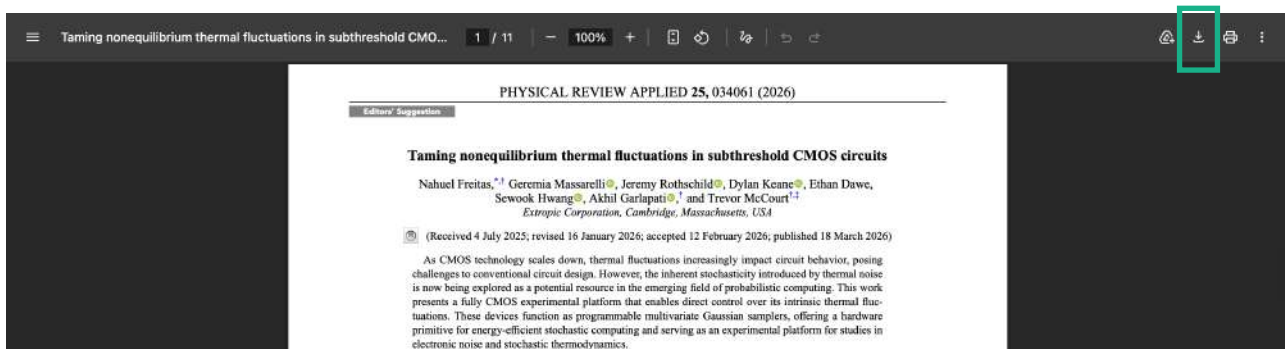 Taming nonequilibrium thermal fluctuations in subthreshold CMO... 1 / 11 100%
PHYSICAL REVIEW APPLIED 25, 034061 (2026)
Editors' Suggestion
Taming nonequilibrium thermal fluctuations in subthreshold CMOS circuits
Nahuel Freitas,*,† Geremia Massarelli, Jeremy Rothschild, Dylan Keane, Ethan Dawe,
Sewook Hwang, Akhil Garlapati,† and Trevor McCourt†,‡
Extropic Corporation, Cambridge, Massachusetts, USA
(Received 4 July 2025; revised 16 January 2026; accepted 12 February 2026; published 18 March 2026)
As CMOS technology scales down, thermal fluctuations increasingly impact circuit behavior, posing
challenges to conventional circuit design. However, the inherent stochasticity introduced by thermal noise
is now being explored as a potential resource in the emerging field of probabilistic computing. This work
presents a fully CMOS experimental platform that enables direct control over its intrinsic thermal fluc-
tuations. These devices function as programmable multivariate Gaussian samplers, offering a hardware
primitive for energy-efficient stochastic computing and serving as an experimental platform for studies in
electronic noise and stochastic thermodynamics.